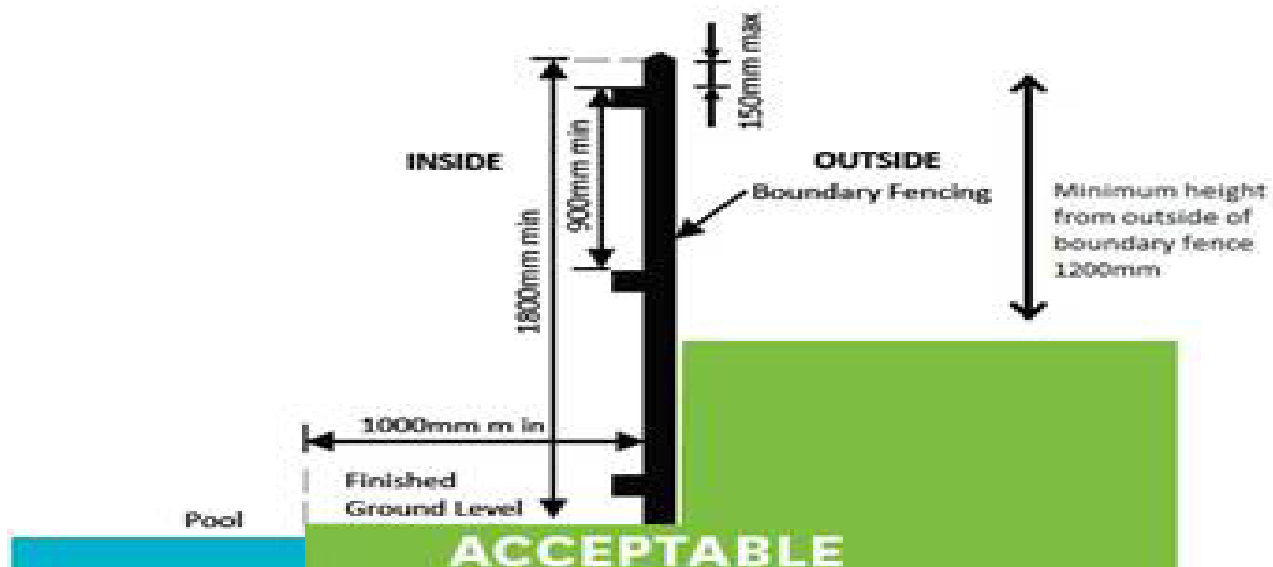 150mm max
INSIDE
OUTSIDE
Boundary Fencing
900mm min
1800mm min
Minimum height
from outside of
boundary fence
1200mm
1000mm m in
Finished
Ground Level
Pool
ACCEPTABLE